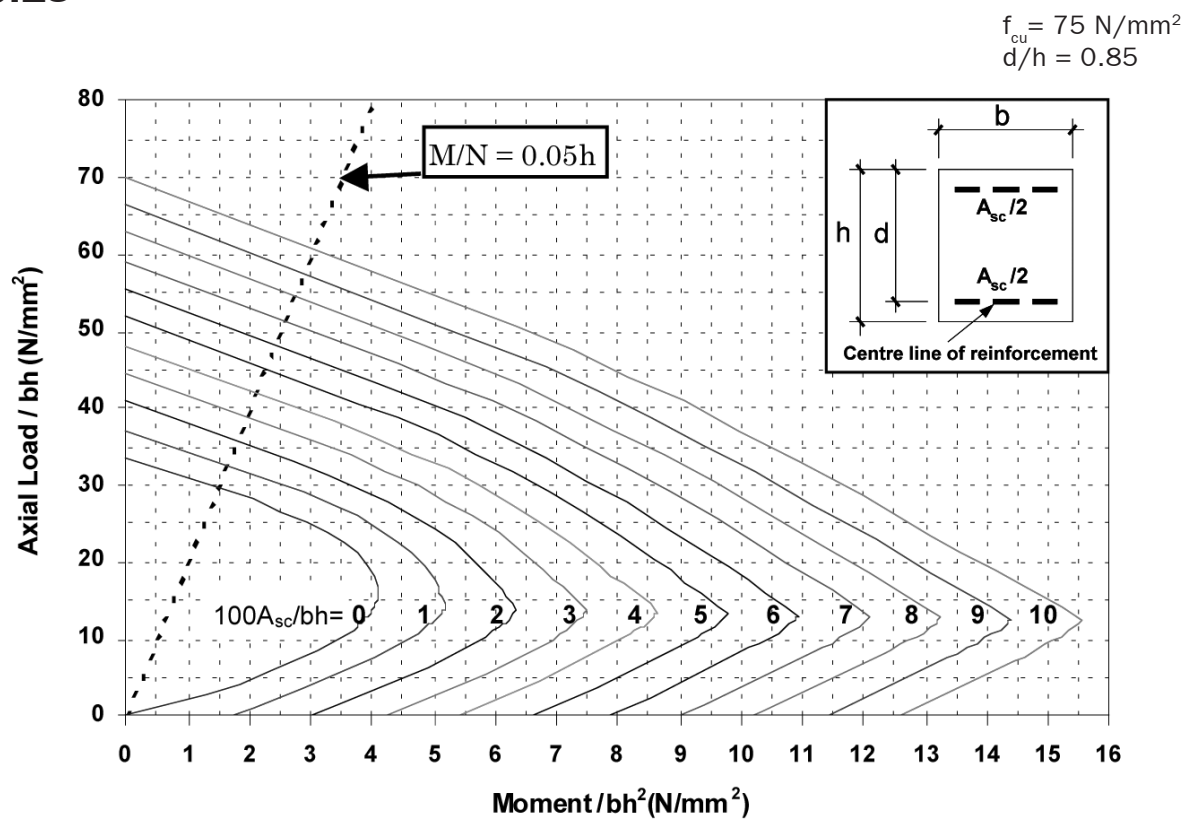 f_cu = 75 N/mm²
d/h = 0.85
80
70
60
50
40
30
20
10
0
Axial Load / bh (N/mm²)
M/N = 0.05h
b
h
d
A_sc/2
A_sc/2
Centre line of reinforcement
100A_sc/bh= 0 1 2 3 4 5 6 7 8 9 10
0 1 2 3 4 5 6 7 8 9 10 11 12 13 14 15 16
Moment/bh²(N/mm²)